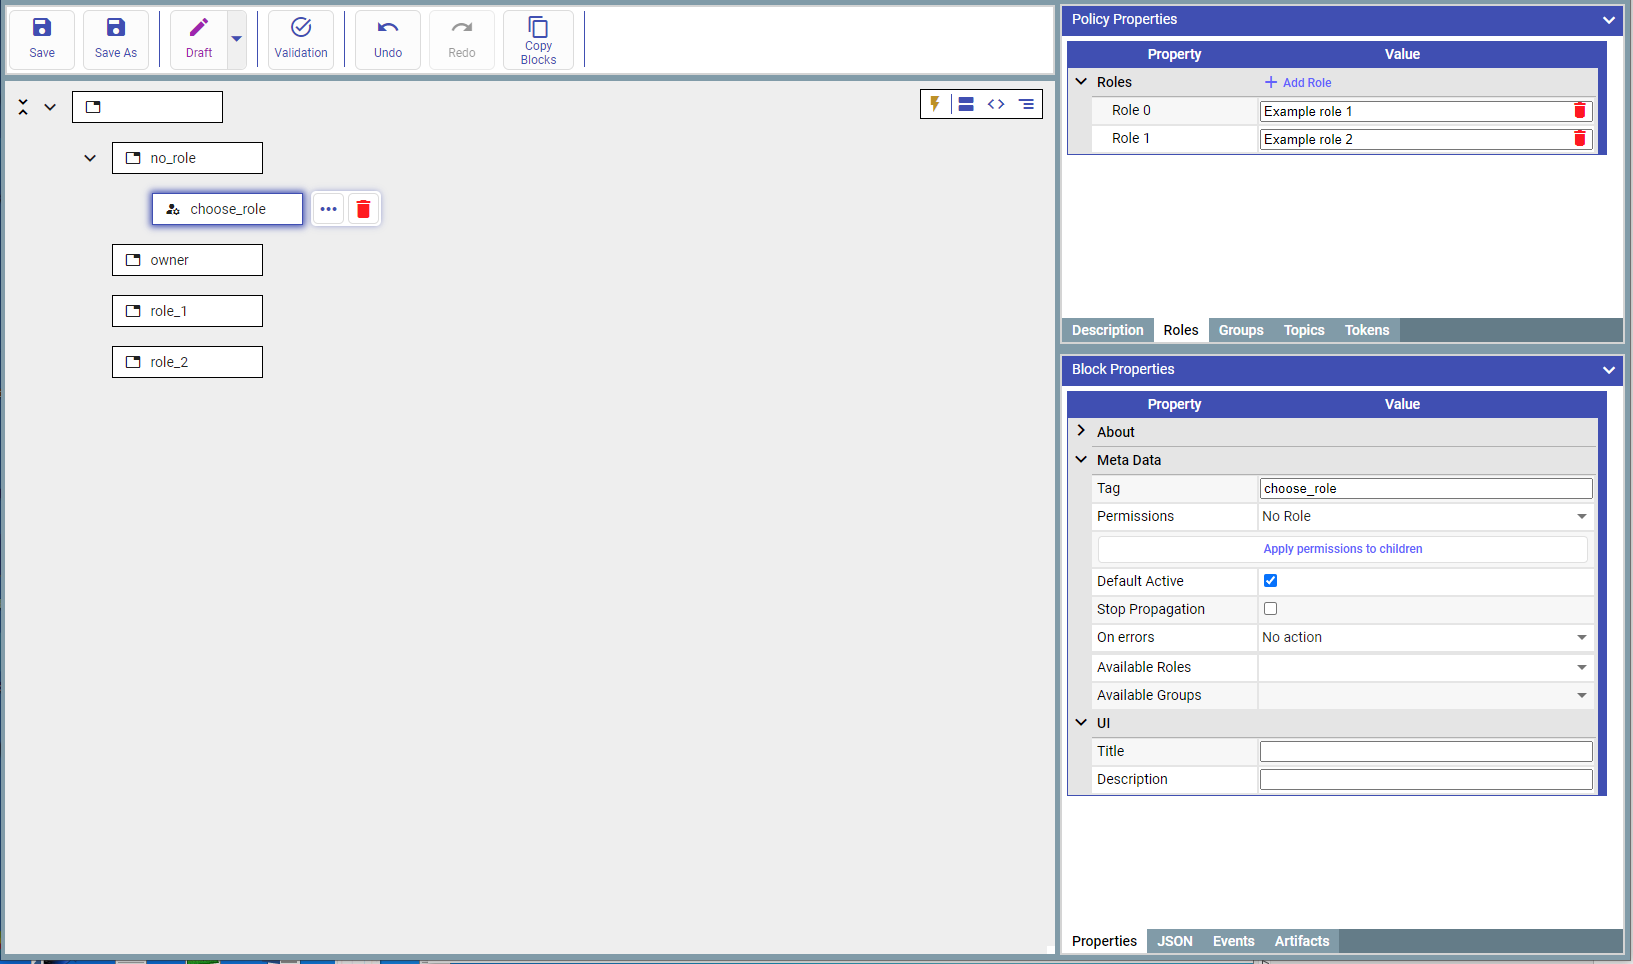 Save
Save As
Draft
Validation
Undo
Redo
Copy
Blocks
no_role
choose_role
owner
role_1
role_2
Policy Properties
Property Value
Roles Add Role
Role 0 Example role 1
Role 1 Example role 2
Description Roles Groups Topics Tokens
Block Properties
Property Value
About
Meta Data
Tag choose_role
Permissions No Role
Apply permissions to children
Default Active
Stop Propagation
On errors No action
Available Roles
Available Groups
UI
Title
Description
Properties JSON Events Artifacts